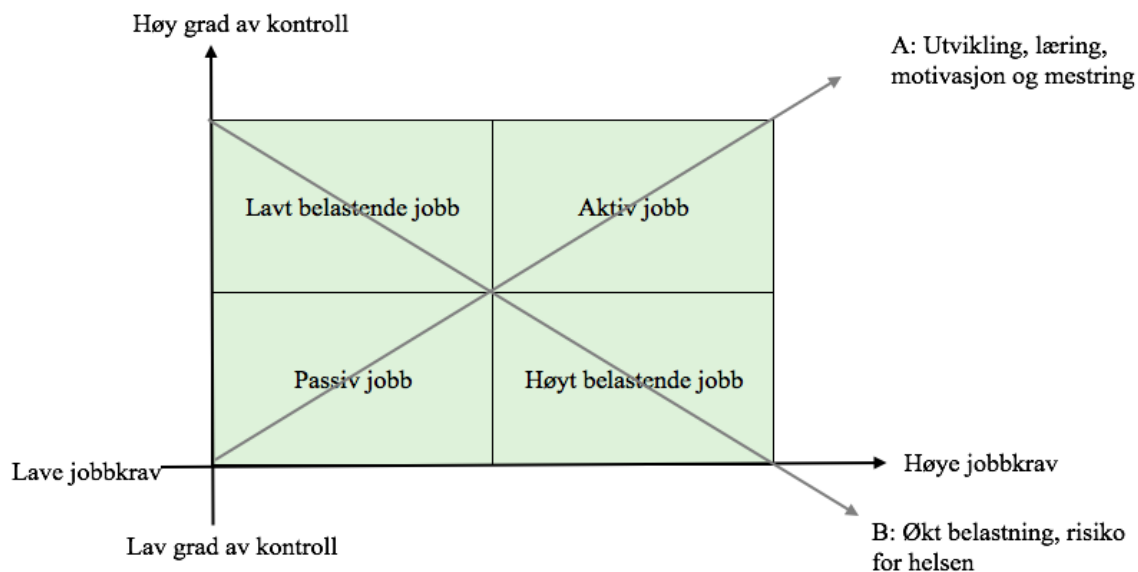 Høy grad av kontroll
A: Utvikling, læring,
motivasjon og mestring
Lavt belastende jobb
Aktiv jobb
Passiv jobb
Høyt belastende jobb
Lave jobbkrav
Høye jobbkrav
Lav grad av kontroll
B: Økt belastning, risiko
for helsen